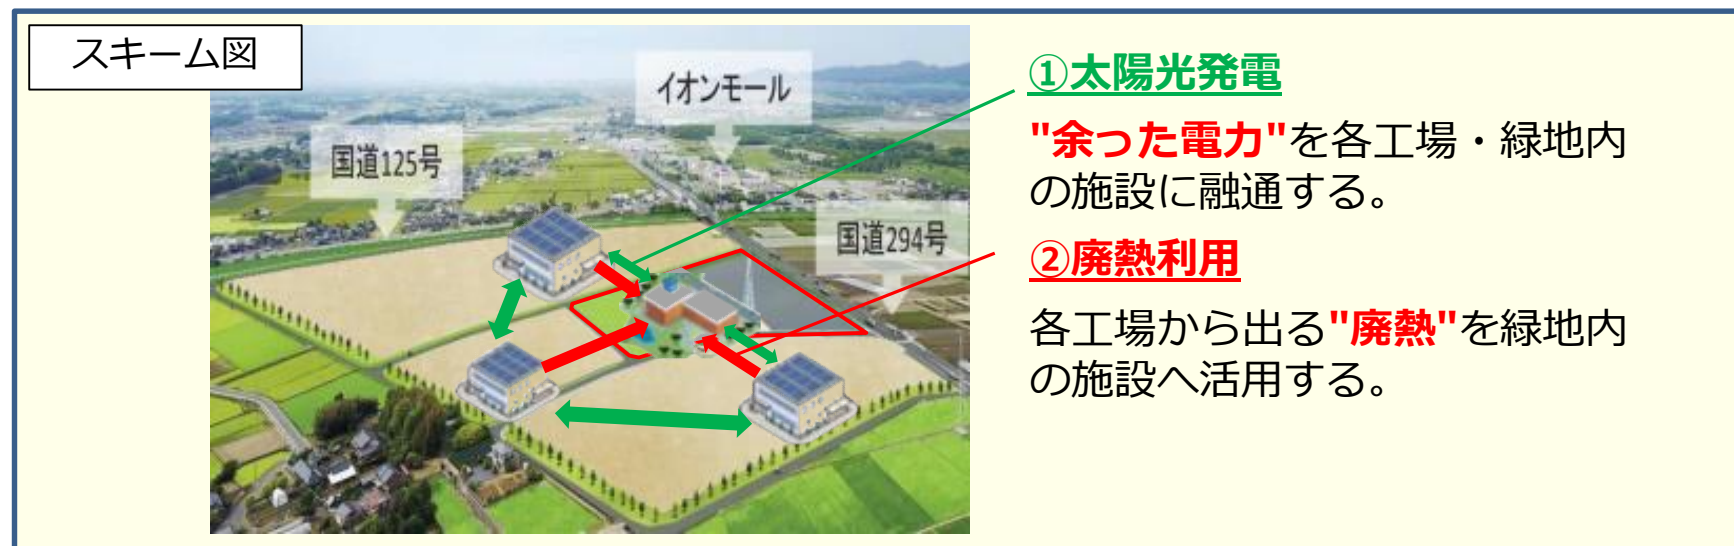 スキーム図
イオンモール
国道125号
国道294号
①太陽光発電
"余った電力"を各工場・緑地内
の施設に融通する。
②廃熱利用
各工場から出る"廃熱"を緑地内
の施設へ活用する。